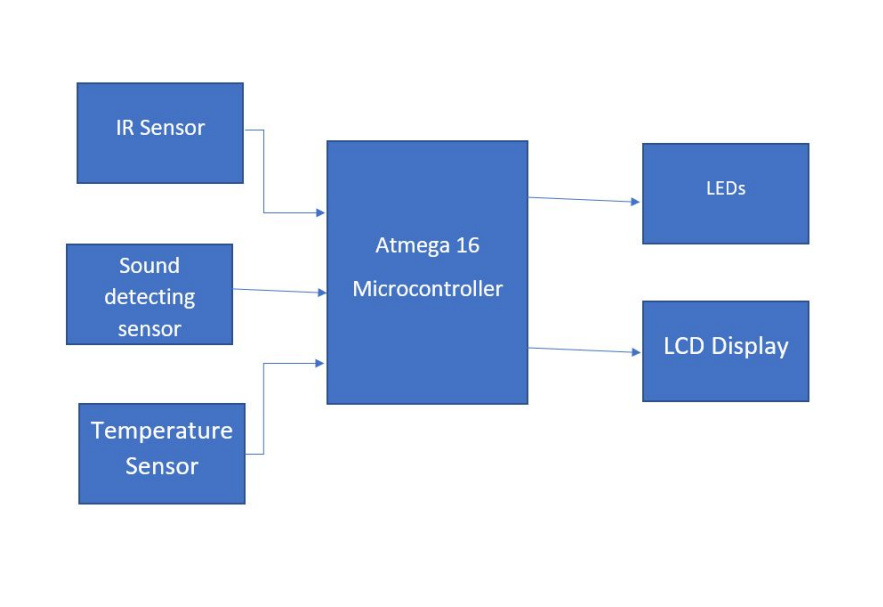 IR Sensor
Sound
detecting
sensor
Temperature
Sensor
Atmega 16
Microcontroller
LEDs
LCD Display